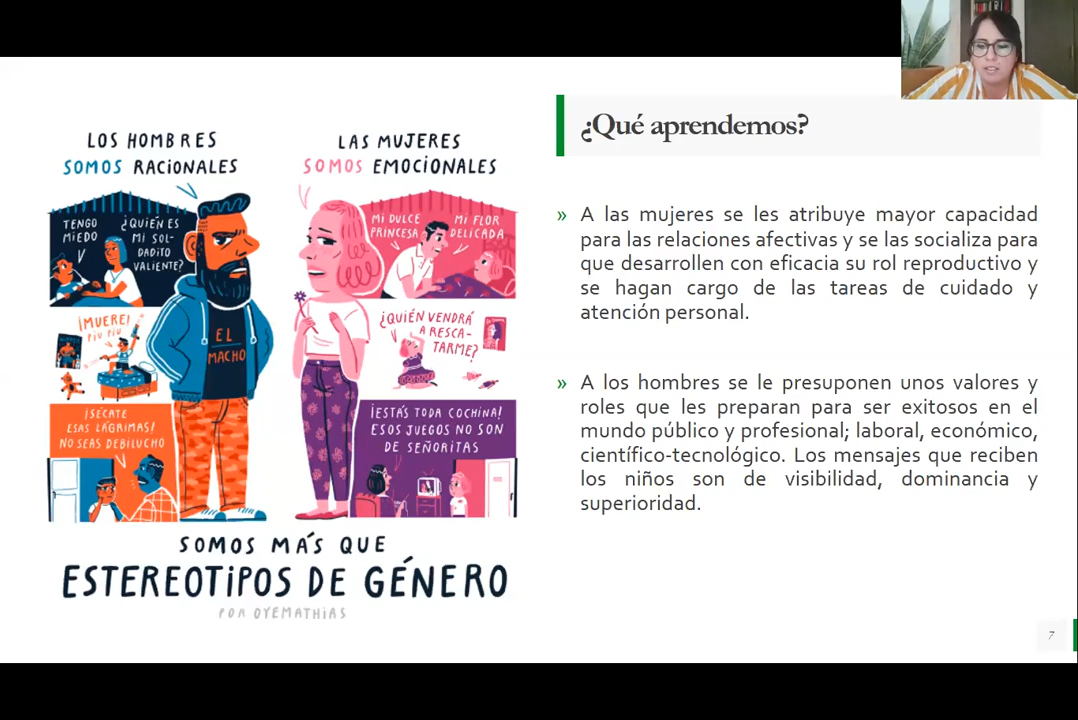 LOS HOMBRES
SOMOS RACIONALES
TENGO
MIEDO
¿QUIÉN ES
MI SOL-
DADITO
VALIENTE?
¡MUERE!
PIU PIU
EL
MACHO
¡SÉCATE
ESAS LÁGRIMAS!
NO SEAS DEBILUCHO
LAS MUJERES
SOMOS EMOCIONALES
MI DULCE
PRINCESA
MI FLOR
DELICADA
¿QUIÉN VENDRÁ
A RESCA-
TARME?
¡ESTÁS TODA COCHINA!
ESOS JUEGOS NO SON
DE SEÑORITAS
SOMOS MÁS QUE
ESTEREOTIPOS DE GÉNERO
POR OYEMATHIAS
¿Qué aprendemos?
» A las mujeres se les atribuye mayor capacidad
para las relaciones afectivas y se las socializa para
que desarrollen con eficacia su rol reproductivo y
se hagan cargo de las tareas de cuidado y
atención personal.
» A los hombres se le presuponen unos valores y
roles que les preparan para ser exitosos en el
mundo público y profesional; laboral, económico,
científico-tecnológico. Los mensajes que reciben
los niños son de visibilidad, dominancia y
superioridad.
7